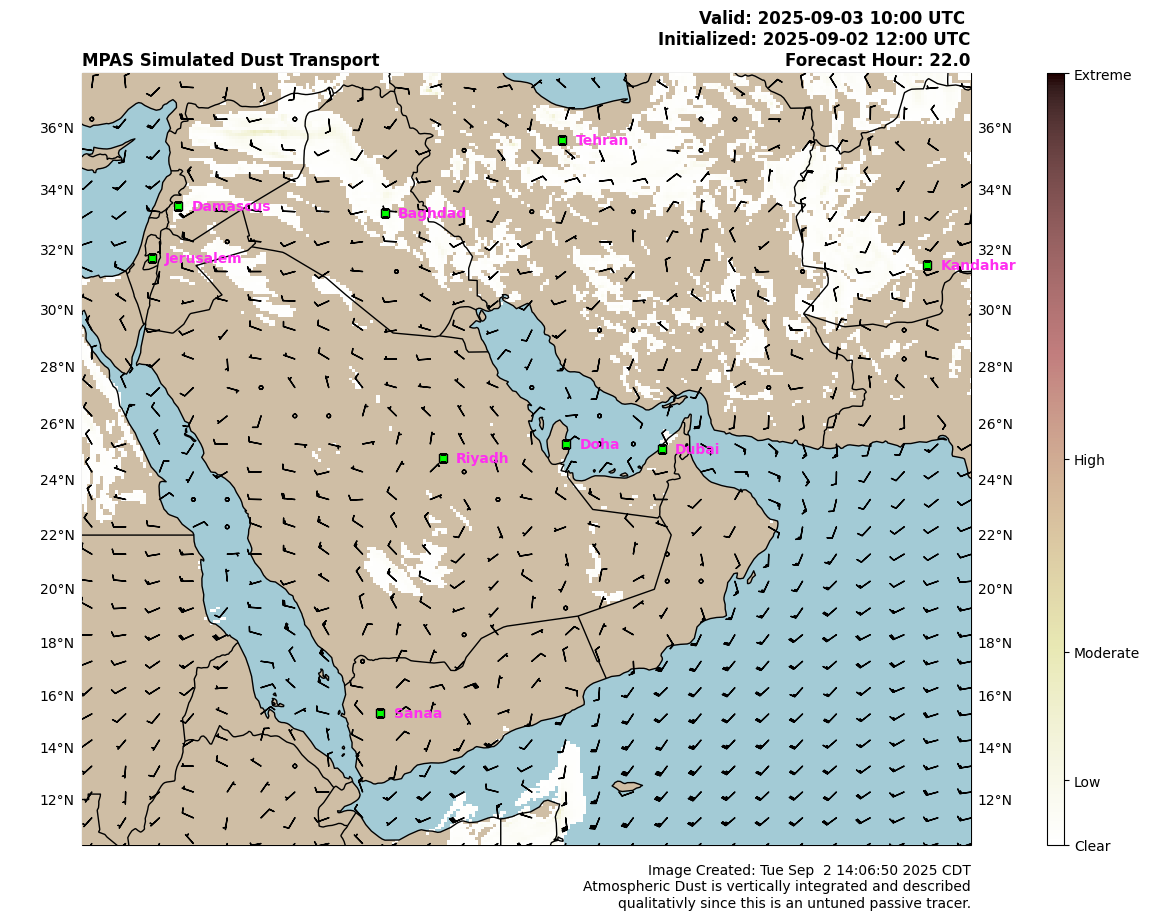 Valid: 2025-09-03 10:00 UTC
Initialized: 2025-09-02 12:00 UTC
MPAS Simulated Dust Transport
Forecast Hour: 22.0
Extreme
36°N
36°N
Tehran
34°N
34°N
Damascus
Baghdad
32°N
32°N
Jerusalem
Kandahar
30°N
30°N
28°N
28°N
26°N
26°N
Doha
Dubai
Riyadh
High
24°N
24°N
22°N
22°N
20°N
20°N
18°N
18°N
Moderate
16°N
16°N
Sanaa
14°N
14°N
Low
12°N
12°N
Clear
Image Created: Tue Sep  2 14:06:50 2025 CDT
Atmospheric Dust is vertically integrated and described
qualitativly since this is an untuned passive tracer.